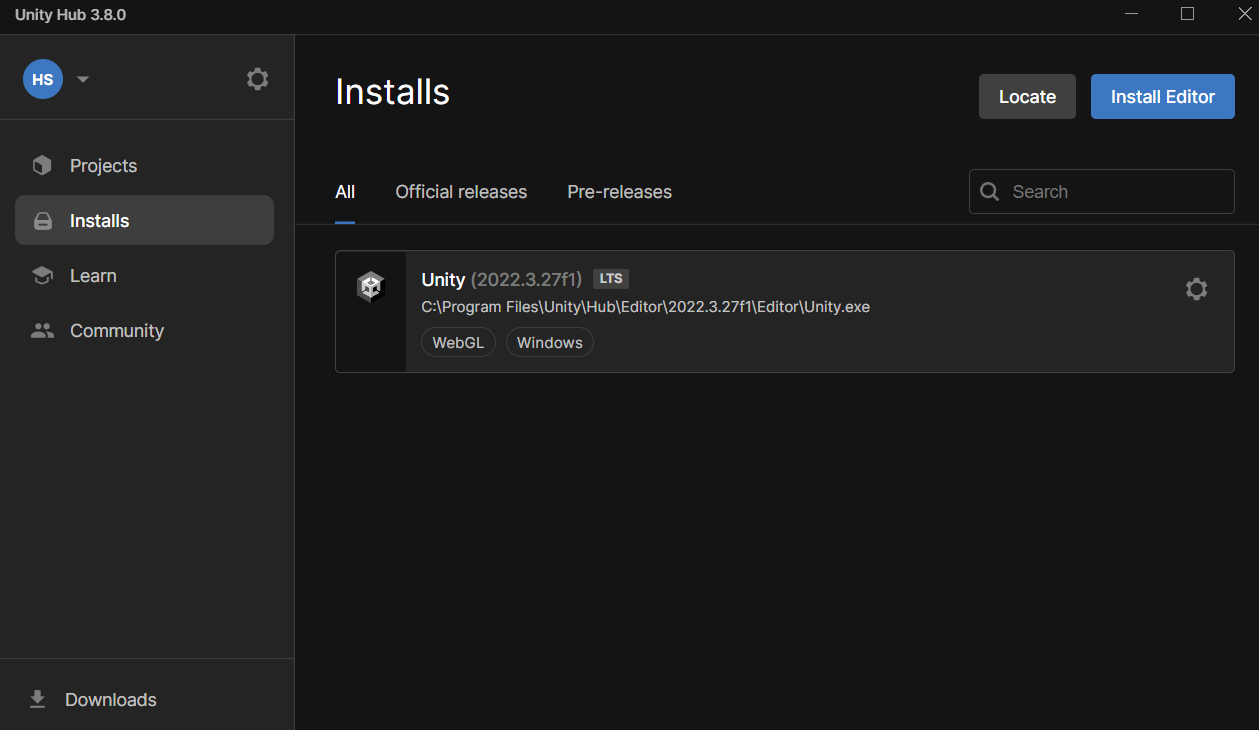 Unity Hub 3.8.0
HS
Projects
Installs
Learn
Community
Downloads
Installs
Locate
Install Editor
All
Official releases
Pre-releases
Search
Unity (2022.3.27f1) LTS
C:\Program Files\Unity\Hub\Editor\2022.3.27f1\Editor\Unity.exe
WebGL
Windows